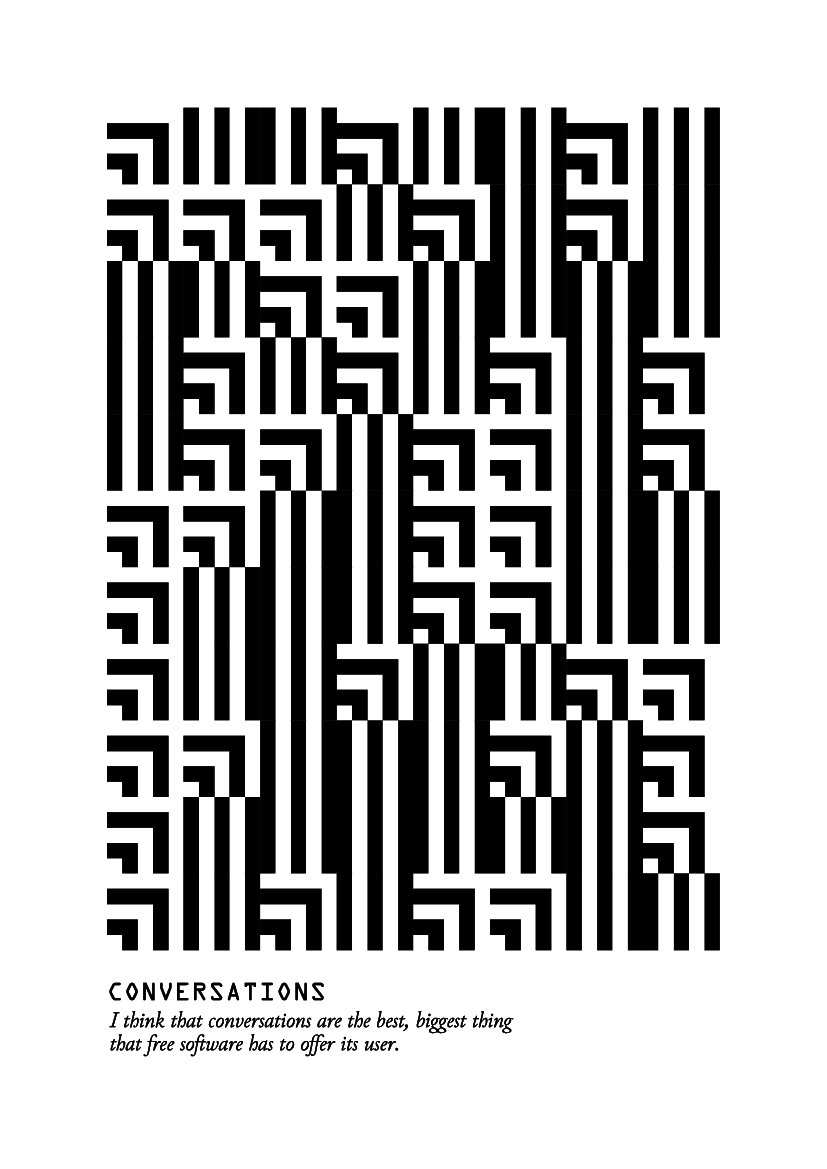 CONVERSATIONS
I think that conversations are the best, biggest thing
that free software has to offer its user.